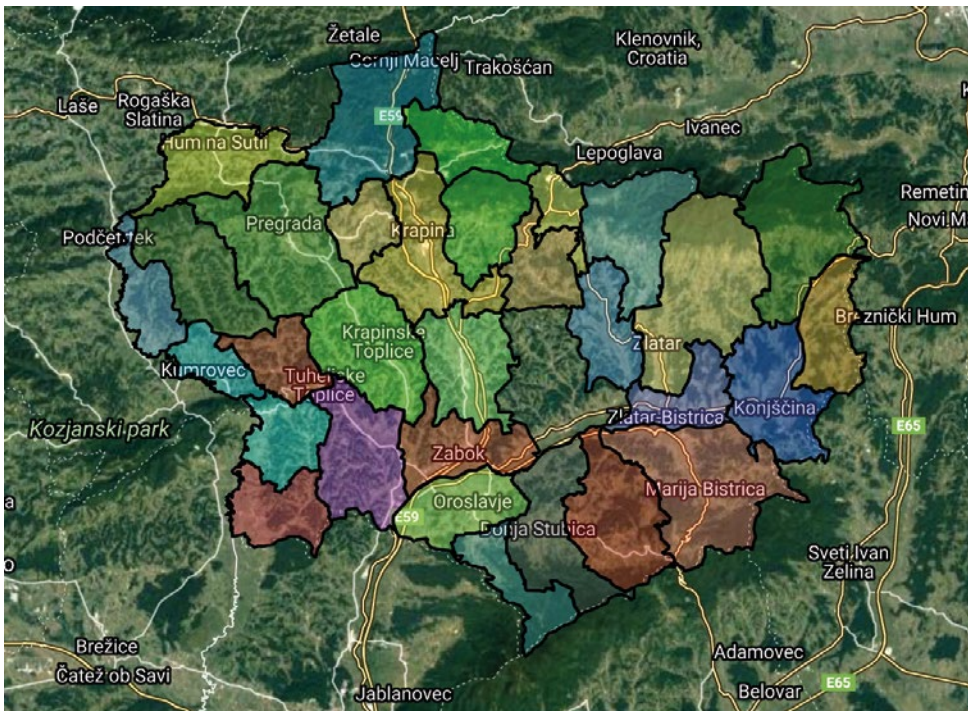 Žetale
Klenovnik,
Croatia
Gornji Macelj
Trakošćan
Laše
Rogaška
Slatina
E59
Ivanec
Hum na Sutli
Lepoglava
Remetin
Novi M
Pregrada
Krapina
Podčetrtek
Breznički Hum
Krapinske
Toplice
Zlatar
Kumrovec
Tuheljske
Toplice
Zlatar-Bistrica
Konjščina
Kozjanski park
E65
Zabok
Marija Bistrica
Oroslavje
E59
Donja Stubica
Sveti Ivan
Zelina
Brežice
Čatež ob Savi
Adamovec
Jablanovec
Belovar
E65